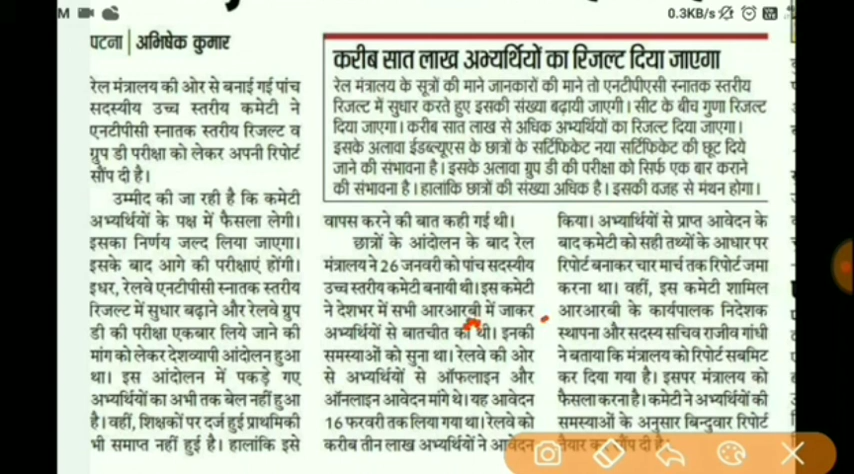 M
0.3KB/s
पटना | अभिषेक कुमार
रेल मंत्रालय की ओर से बनाई गई पांच
सदस्यीय उच्च स्तरीय कमेटी ने
एनटीपीसी स्नातक स्तरीय रिजल्ट व
ग्रुप डी परीक्षा को लेकर अपनी रिपोर्ट
सौंप दी है।
उम्मीद की जा रही है कि कमेटी
अभ्यर्थियों के पक्ष में फैसला लेगी।
इसका निर्णय जल्द लिया जाएगा।
इसके बाद आगे की परीक्षाएं होंगी।
इधर, रेलवे एनटीपीसी स्नातक स्तरीय
रिजल्ट में सुधार बढ़ाने और रेलवे ग्रुप
डी की परीक्षा एकबार लिये जाने की
मांग को लेकर देशव्यापी आंदोलन हुआ
था। इस आंदोलन में पकड़े गए
अभ्यर्थियों का अभी तक बेल नहीं हुआ
है। वहीं, शिक्षकों पर दर्ज हुई प्राथमिकी
भी समाप्त नहीं हुई है। हालांकि इसे
करीब सात लाख अभ्यर्थियों का रिजल्ट दिया जाएगा
रेल मंत्रालय के सूत्रों की माने जानकारों की माने तो एनटीपीएसी स्नातक स्तरीय
रिजल्ट में सुधार करते हुए इसकी संख्या बढ़ायी जाएगी। सीट के बीच गुणा रिजल्ट
दिया जाएगा। करीब सात लाख से अधिक अभ्यर्थियों का रिजल्ट दिया जाएगा।
इसके अलावा ईडब्ल्यूएस के छात्रों के सर्टिफिकेट नया सर्टिफिकेट की छूट दिये
जाने की संभावना है। इसके अलावा ग्रुप डी की परीक्षा को सिर्फ एक बार कराने
की संभावना है। हालांकि छात्रों की संख्या अधिक है। इसकी वजह से मंथन होगा।
वापस करने की बात कही गई थी।
छात्रों के आंदोलन के बाद रेल
मंत्रालय ने 26 जनवरी को पांच सदस्यीय
उच्च स्तरीय कमेटी बनायी थी। इस कमेटी
ने देशभर में सभी आरआरबी में जाकर
अभ्यर्थियों से बातचीत की थी। इनकी
समस्याओं को सुना था। रेलवे की ओर
से अभ्यर्थियों से ऑफलाइन और
ऑनलाइन आवेदन मांगे थे। यह आवेदन
16 फरवरी तक लिया गया था। रेलवे को
करीब तीन लाख अभ्यर्थियों ने आवेदन
किया। अभ्यार्थियों से प्राप्त आवेदन के
बाद कमेटी को सही तथ्यों के आधार पर
रिपोर्ट बनाकर चार मार्च तक रिपोर्ट जमा
करना था। वहीं, इस कमेटी शामिल
आरआरबी के कार्यपालक निदेशक
स्थापना और सदस्य सचिव राजीव गांधी
ने बताया कि मंत्रालय को रिपोर्ट सबमिट
कर दिया गया है। इसपर मंत्रालय को
फैसला करना है। कमेटी ने अभ्यर्थियों की
समस्याओं के अनुसार बिन्दुवार रिपोर्ट
तैयार कर सौंप दी है।